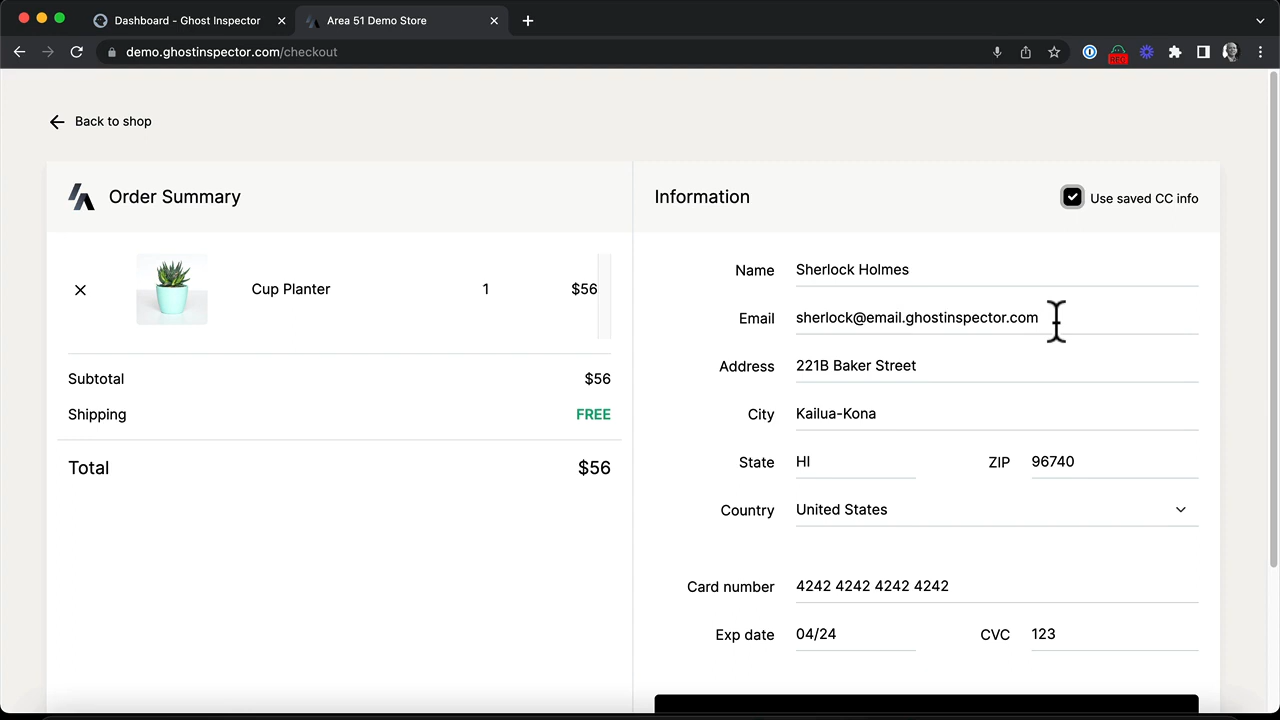 Dashboard - Ghost Inspector
Area 51 Demo Store
demo.ghostinspector.com/checkout
REC
Back to shop
Order Summary
Cup Planter 1 $56
Subtotal $56
Shipping FREE
Total $56
Information
Use saved CC info
Name Sherlock Holmes
Email sherlock@email.ghostinspector.com
Address 221B Baker Street
City Kailua-Kona
State HI ZIP 96740
Country United States
Card number 4242 4242 4242 4242
Exp date 04/24 CVC 123